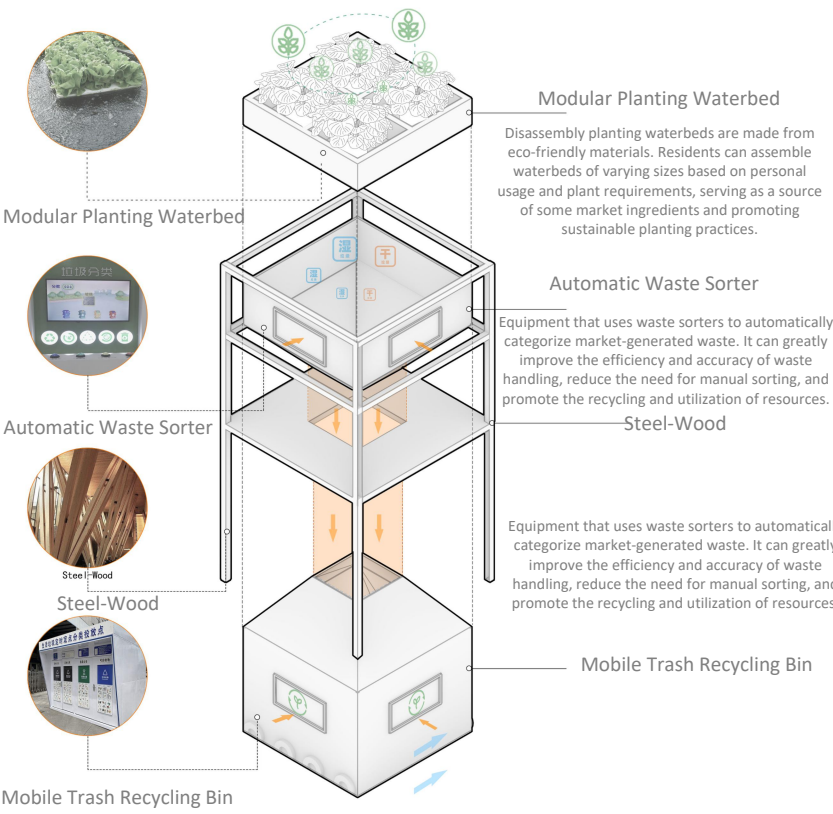 Modular Planting Waterbed
Disassembly planting waterbeds are made from
eco-friendly materials. Residents can assemble
waterbeds of varying sizes based on personal
usage and plant requirements, serving as a source
of some market ingredients and promoting
sustainable planting practices.
Modular Planting Waterbed
湿
干
湿
干
垃圾分类
Automatic Waste Sorter
Equipment that uses waste sorters to automatically
categorize market-generated waste. It can greatly
improve the efficiency and accuracy of waste
handling, reduce the need for manual sorting, and
promote the recycling and utilization of resources.
Automatic Waste Sorter
Steel-Wood
Steel-Wood
Steel-Wood
Equipment that uses waste sorters to automatical
categorize market-generated waste. It can greatly
improve the efficiency and accuracy of waste
handling, reduce the need for manual sorting, and
promote the recycling and utilization of resources
Mobile Trash Recycling Bin
Mobile Trash Recycling Bin